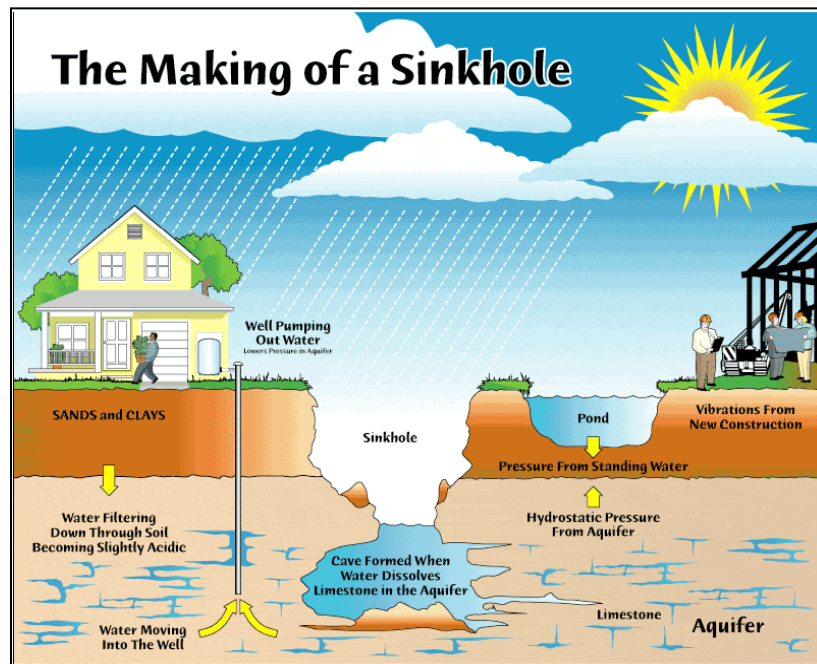 The Making of a Sinkhole
Well Pumping
Out Water
Lowers Pressure in Aquifer
SANDS and CLAYS
Sinkhole
Pond
Vibrations From
New Construction
Pressure From Standing Water
Water Filtering
Down Through Soil
Becoming Slightly Acidic
Hydrostatic Pressure
From Aquifer
Cave Formed When
Water Dissolves
Limestone in the Aquifer
Water Moving
Into The Well
Limestone
Aquifer